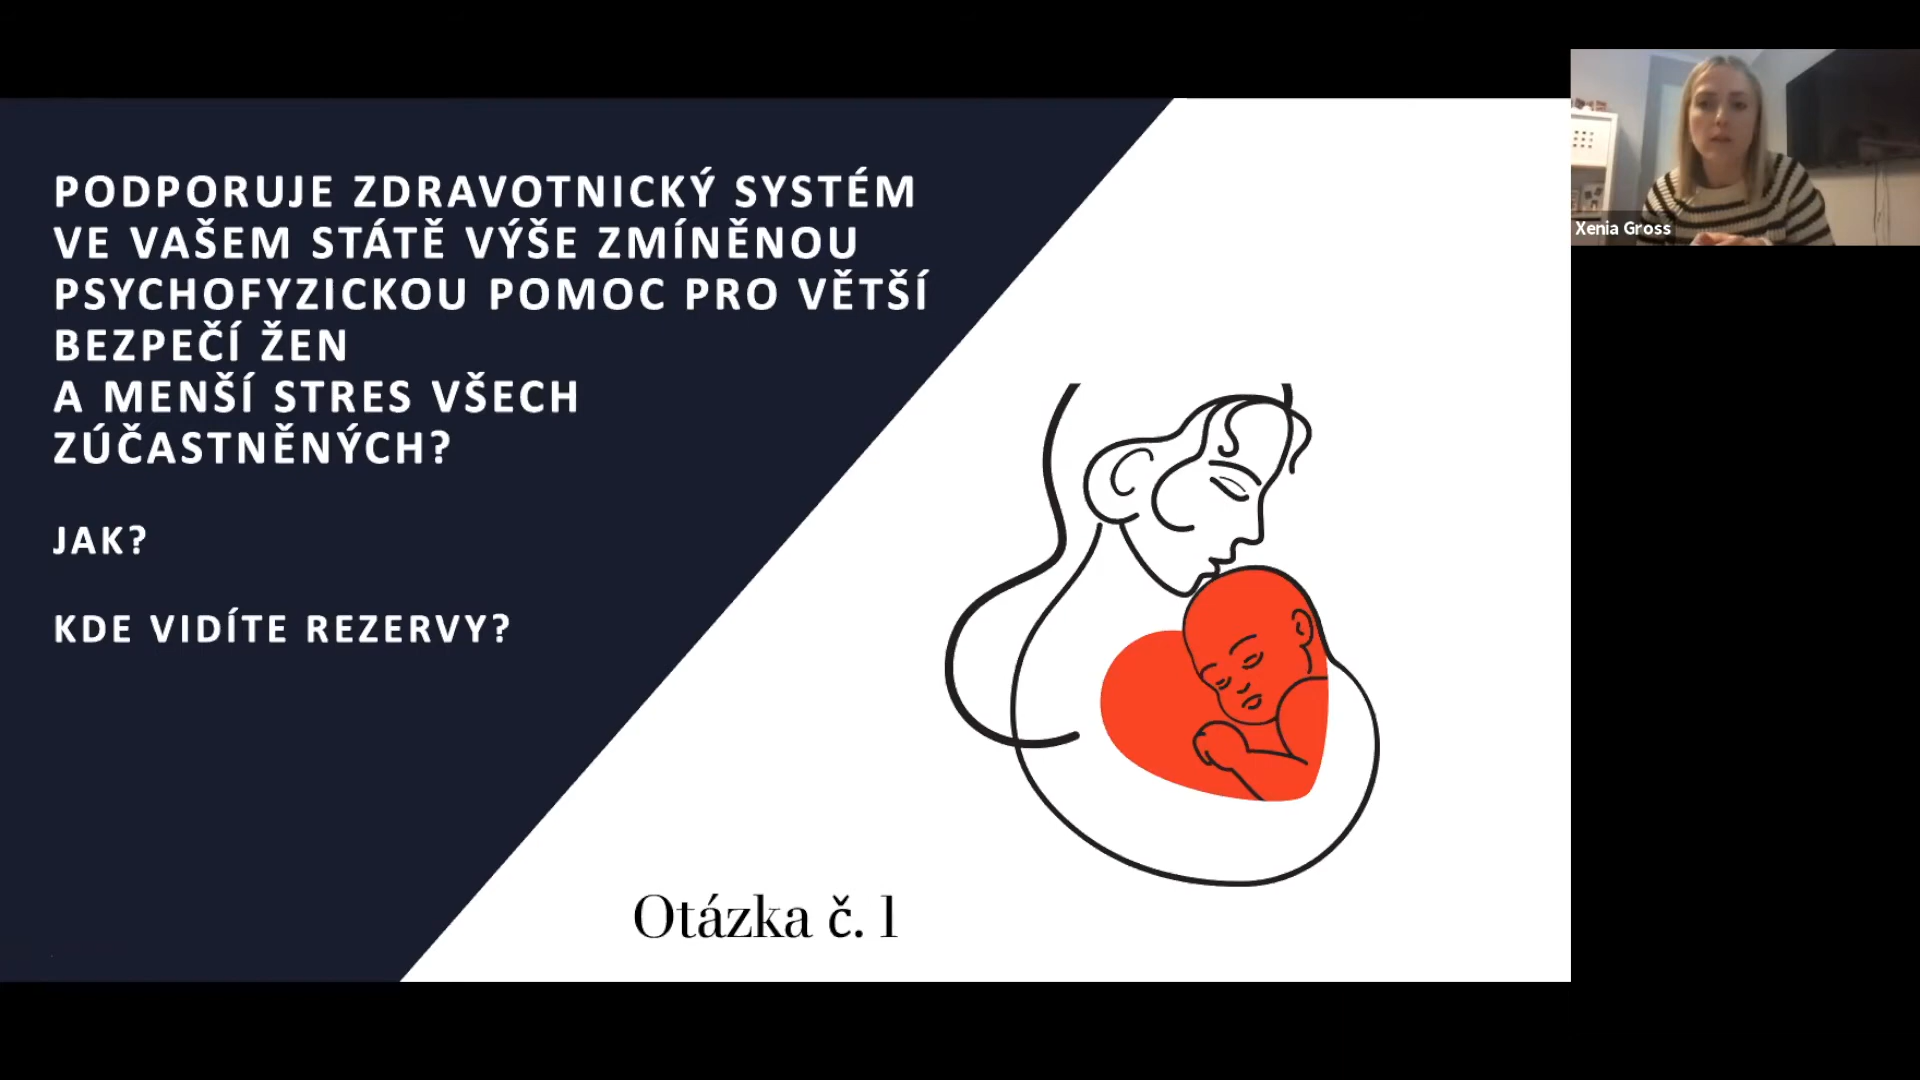 PODPORUJE ZDRAVOTNICKÝ SYSTÉM
VE VAŠEM STÁTĚ VÝŠE ZMÍNĚNOU
PSYCHOFYZICKOU POMOC PRO VĚTŠÍ
BEZPEČÍ ŽEN
A MENŠÍ STRES VŠECH
ZÚČASTNĚNÝCH?
JAK?
KDE VIDÍTE REZERVY?
Otázka č. 1
Xenia Gross